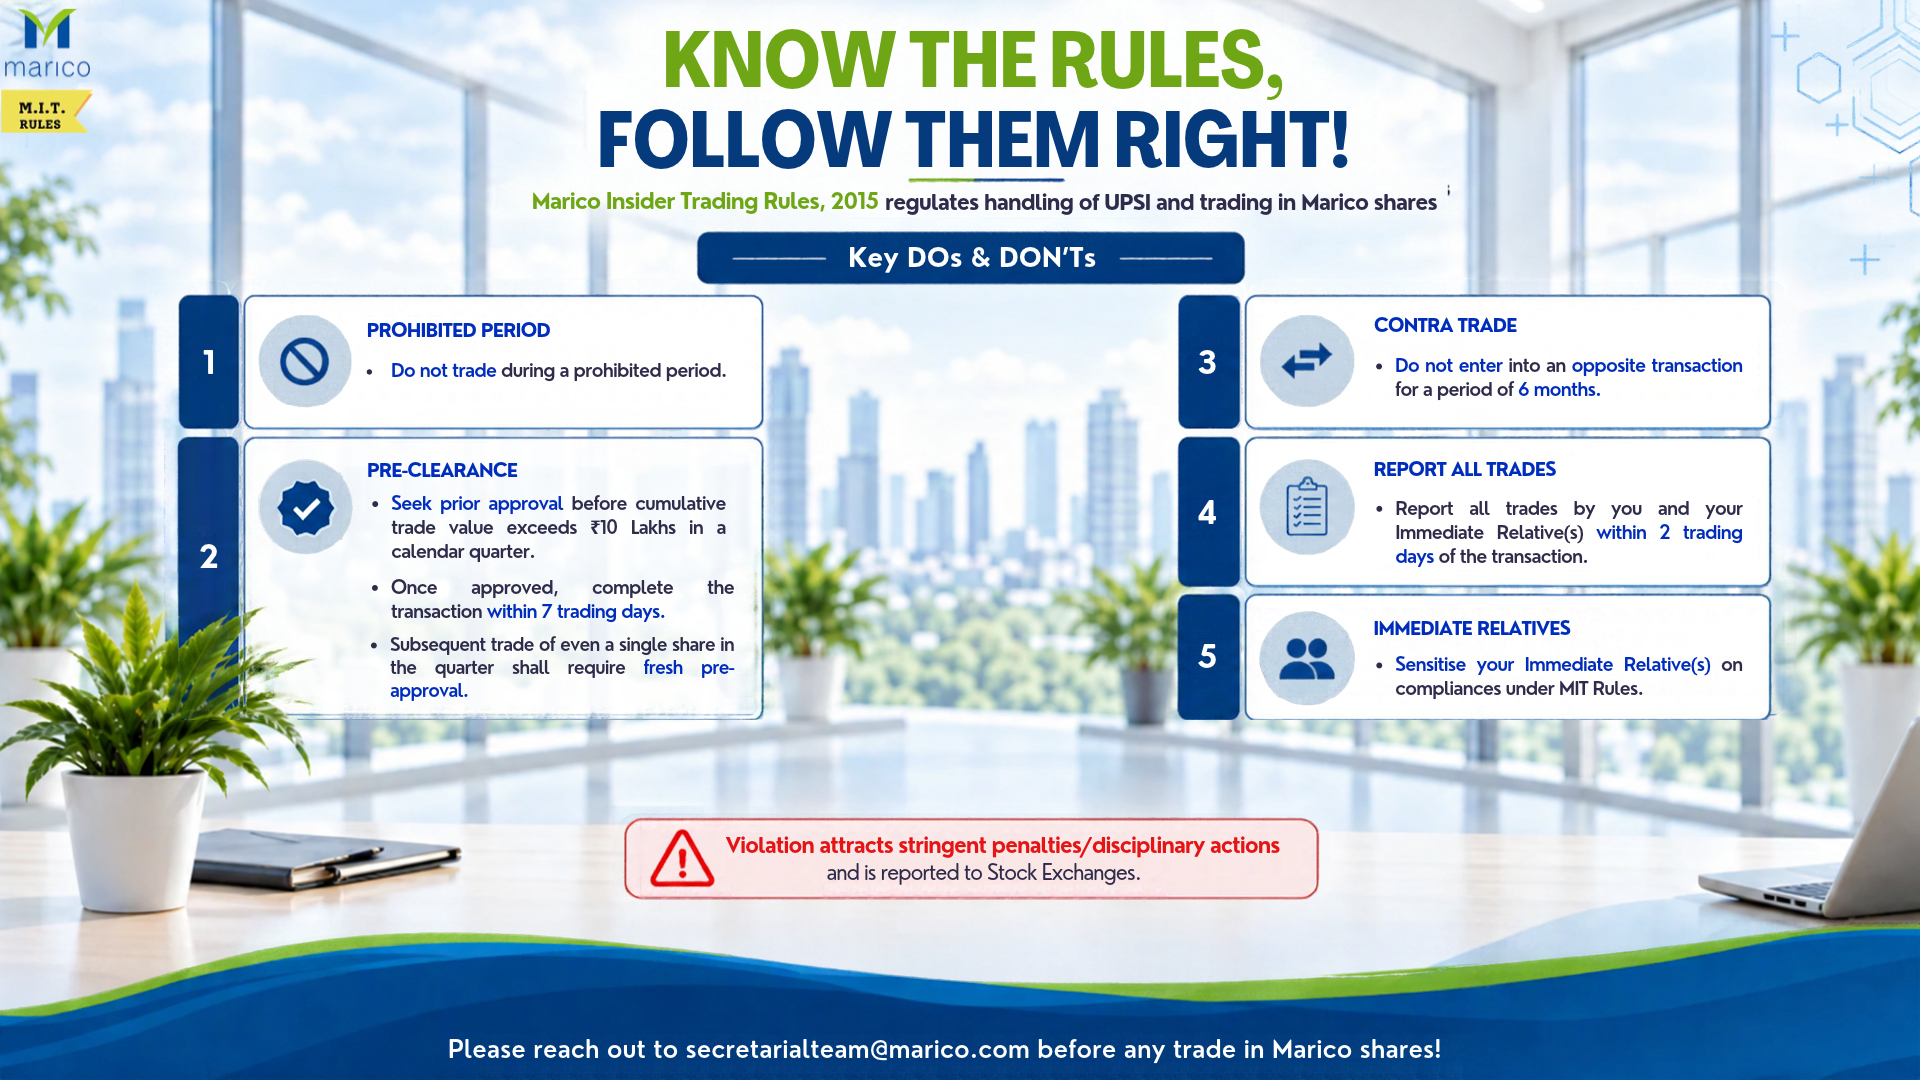 marico
M.I.T.
RULES
KNOW THE RULES,
FOLLOW THEM RIGHT!
Marico Insider Trading Rules, 2015 regulates handling of UPSI and trading in Marico shares
Key DOs & DON'Ts
1
PROHIBITED PERIOD
• Do not trade during a prohibited period.
2
PRE-CLEARANCE
• Seek prior approval before cumulative
trade value exceeds ₹10 Lakhs in a
calendar quarter.
• Once approved, complete the
transaction within 7 trading days.
• Subsequent trade of even a single share in
the quarter shall require fresh pre-
approval.
3
CONTRA TRADE
• Do not enter into an opposite transaction
for a period of 6 months.
4
REPORT ALL TRADES
• Report all trades by you and your
Immediate Relative(s) within 2 trading
days of the transaction.
5
IMMEDIATE RELATIVES
• Sensitise your Immediate Relative(s) on
compliances under MIT Rules.
Violation attracts stringent penalties/disciplinary actions
and is reported to Stock Exchanges.
Please reach out to secretarialteam@marico.com before any trade in Marico shares!